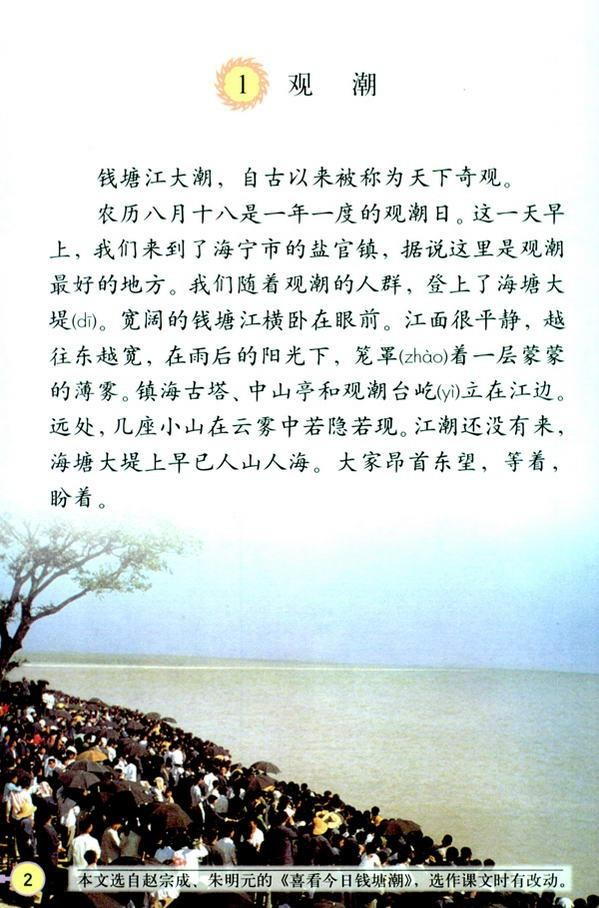 1 观 潮
钱塘江大潮，自古以来被称为天下奇观。
农历八月十八是一年一度的观潮日。这一天早
上，我们来到了海宁市的盐官镇，据说这里是观潮
最好的地方。我们随着观潮的人群，登上了海塘大
堤(dī)。宽阔的钱塘江横卧在眼前。江面很平静，越
往东越宽，在雨后的阳光下，笼罩(zhào)着一层蒙蒙
的薄雾。镇海古塔、中山亭和观潮台屹(yì)立在江边。
远处，几座小山在云雾中若隐若现。江潮还没有来，
海塘大堤上早已人山人海。大家昂首东望，等着，
盼着。
2 本文选自赵宗成、朱明元的《喜看今日钱塘潮》，选作课文时有改动。